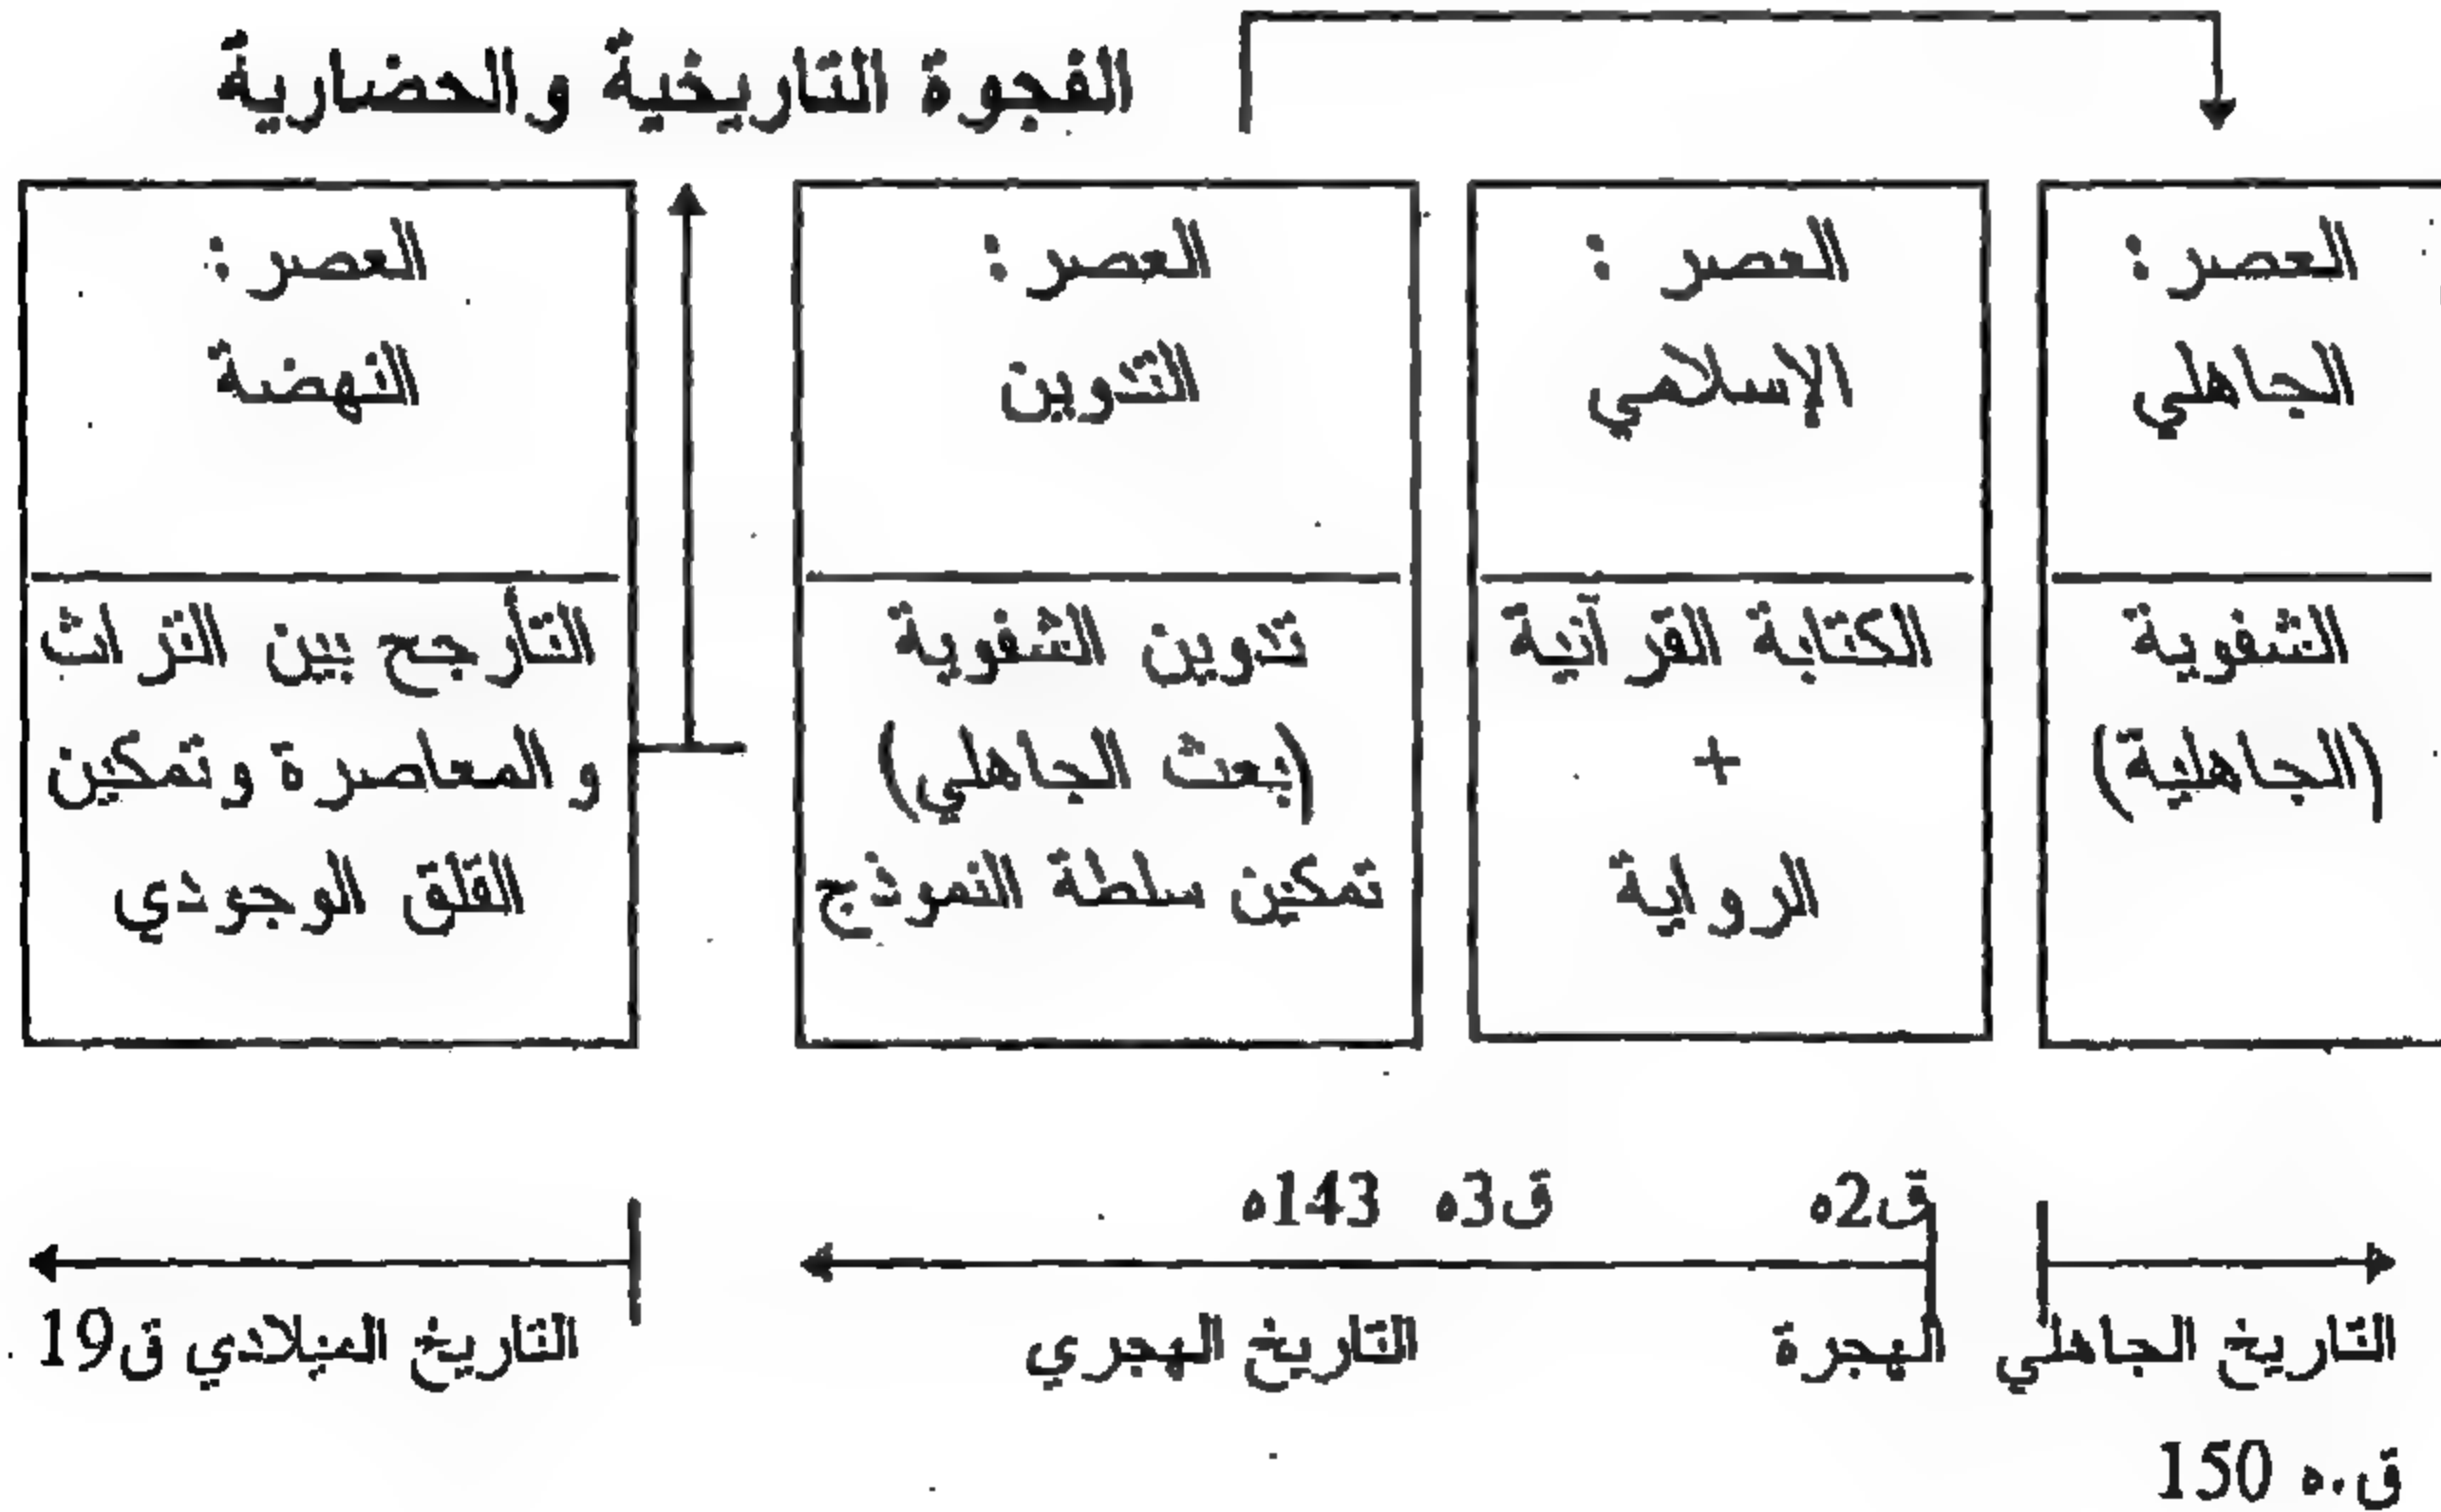 الفجوة التاريخية والحضارية
العصر :
الجاهلي
الشفوية
(الجاهلية)
العصر :
الإسلامي
الكتابة القرآنية
+
الرواية
العصر :
التدوين
تدوين الشفوية
(بعث الجاهلي)
تمكين سلطة النموذج
العصر :
النهضة
التأرجح بين التراث
والمعاصرة وتمكين
القلق الوجودي
ق2ه
ق3ه 143ه
التاريخ الجاهلي
الهجرة
التاريخ الهجري
التاريخ الميلادي ق19
ق.ه 150